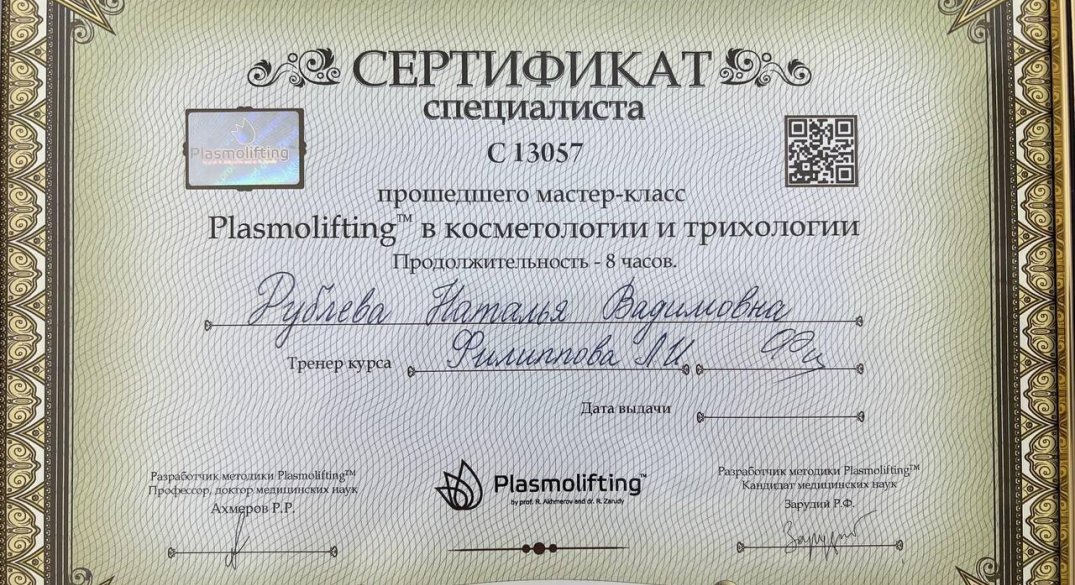 СЕРТИФИКАТ
специалиста
Plasmolifting
С 13057
прошедшего мастер-класс
Plasmolifting™ в косметологии и трихологии
Продолжительность - 8 часов.
Рублева Наталья Вадимовна
Тренер курса Филиппова Л И
Дата выдачи
Разработчик методики Plasmolifting™
Профессор, доктор медицинских наук
Ахмеров Р.Р.
Plasmolifting™
by prof. R. Akhmerov and dr. R. Zarudy
Разработчик методики Plasmolifting™
Кандидат медицинских наук
Зарудий Р.Ф.